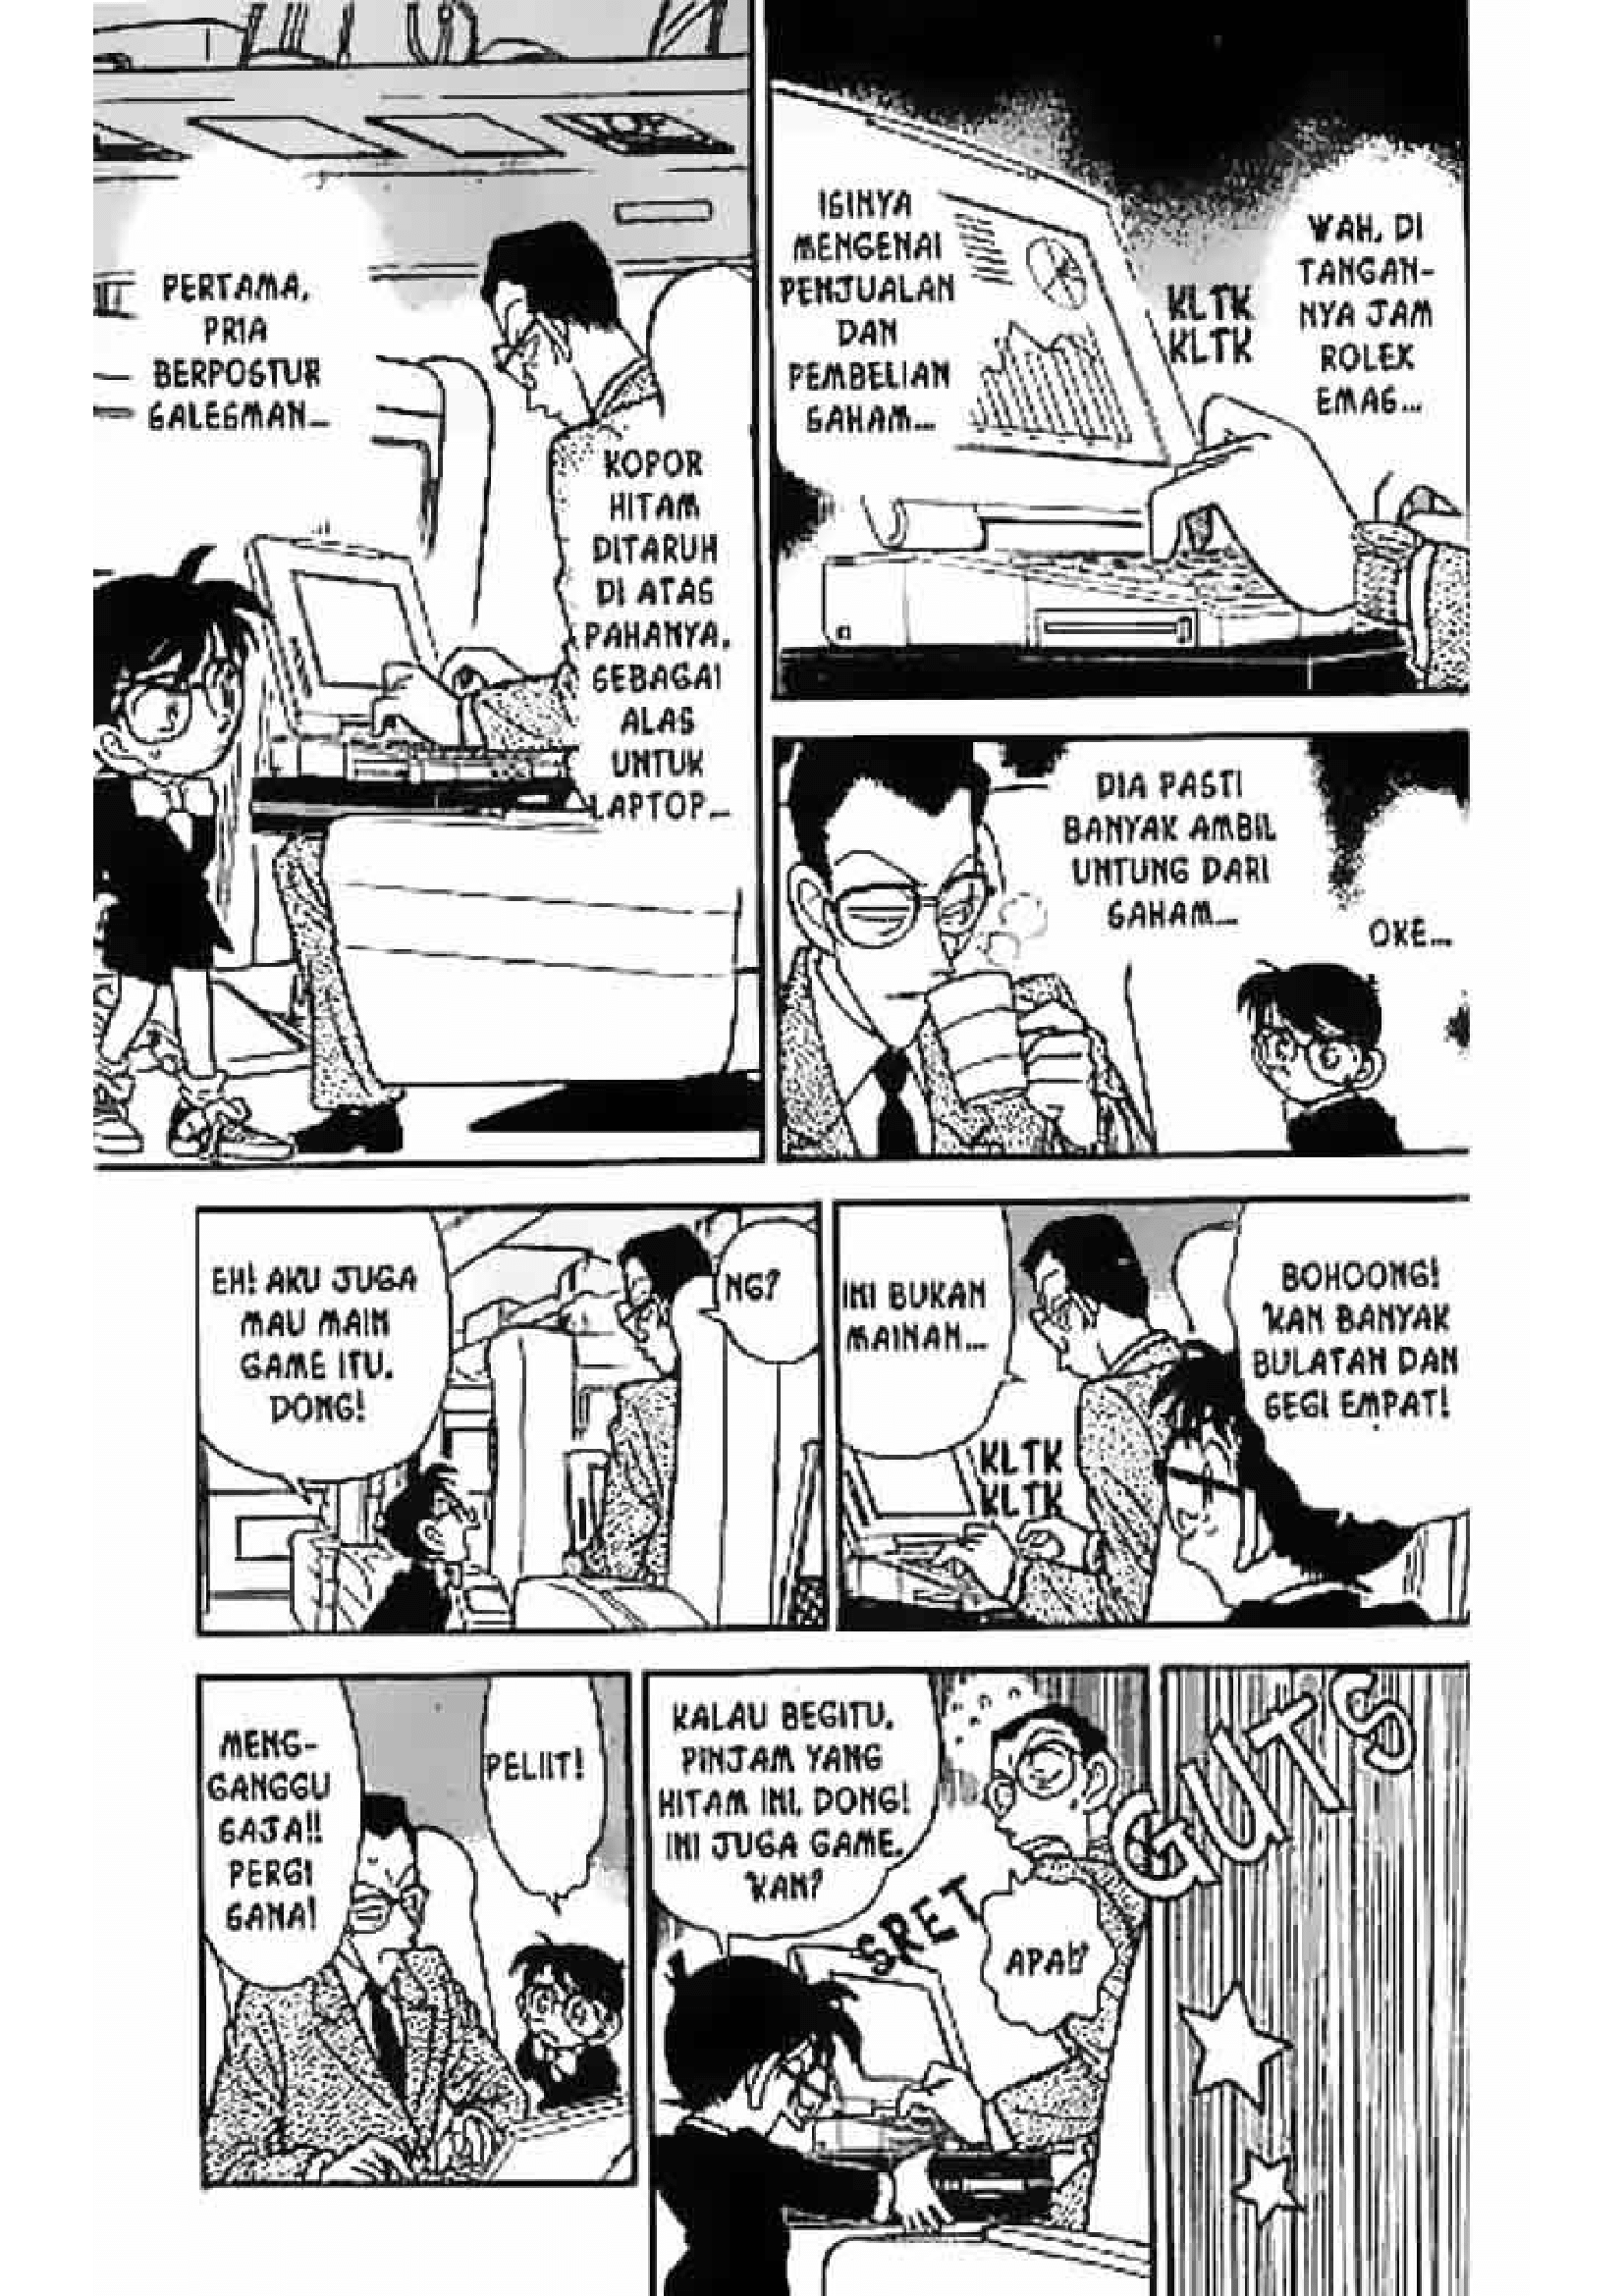 PERTAMA,
PRIA
BERPOSTUR
SALESMAN...
KOPOR
HITAM
DITARUH
DI ATAS
PAHANYA,
SEBAGAI
ALAS
UNTUK
LAPTOP...
ISINYA
MENGENAI
PENJUALAN
DAN
PEMBELIAN
SAHAM...
KLTK
KLTK
WAH, DI
TANGAN-
NYA JAM
ROLEX
EMAS...
DIA PASTI
BANYAK AMBIL
UNTUNG DARI
SAHAM...
OKE...
EH! AKU JUGA
MAU MAIN
GAME ITU,
DONG!
NG?
INI BUKAN
MAINAN...
KLTK
KLTK
BOHOONG!
'KAN BANYAK
BULATAN DAN
SEGI EMPAT!
MENG-
GANGGU
SAJA!!
PERGI
SANA!
PELIIT!
KALAU BEGITU,
PINJAM YANG
HITAM INI, DONG!
INI JUGA GAME,
'KAN?
SRET
APA!?
GUTS